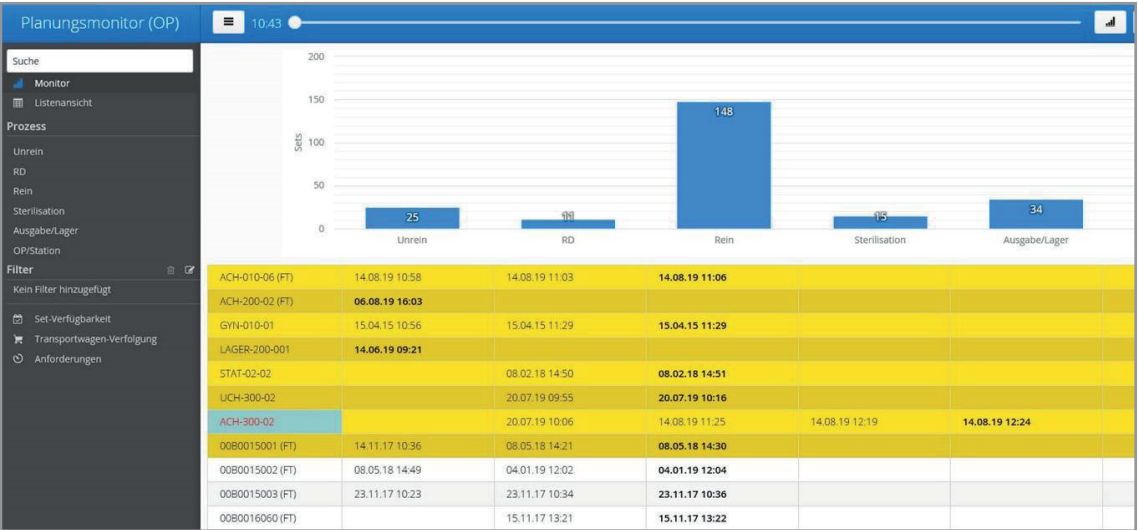 Planungsmonitor (OP)
10:43
Suche
Monitor
Listenansicht
Prozess
Unrein
RD
Rein
Sterilisation
Ausgabe/Lager
OP/Station
Filter
Kein Filter hinzugefügt
Set-Verfügbarkeit
Transportwagen-Verfolgung
Anforderungen
Sets
200
150
100
50
0
25
11
148
15
34
Unrein RD Rein Sterilisation Ausgabe/Lager
ACH-010-06 (FT) 14.08.19 10:58 14.08.19 11:03 14.08.19 11:06
ACH-200-02 (FT) 06.08.19 16:03
GYN-010-01 15.04.15 10:56 15.04.15 11:29 15.04.15 11:29
LAGER-200-001 14.06.19 09:21
STAT-02-02 08.02.18 14:50 08.02.18 14:51
UCH-300-02 20.07.19 09:55 20.07.19 10:16
ACH-300-02 20.07.19 10:06 14.08.19 11:25 14.08.19 12:19 14.08.19 12:24
00B0015001 (FT) 14.11.17 10:36 08.05.18 14:21 08.05.18 14:30
00B0015002 (FT) 08.05.18 14:49 04.01.19 12:02 04.01.19 12:04
00B0015003 (FT) 23.11.17 10:23 23.11.17 10:34 23.11.17 10:36
00B0016060 (FT) 15.11.17 13:21 15.11.17 13:22